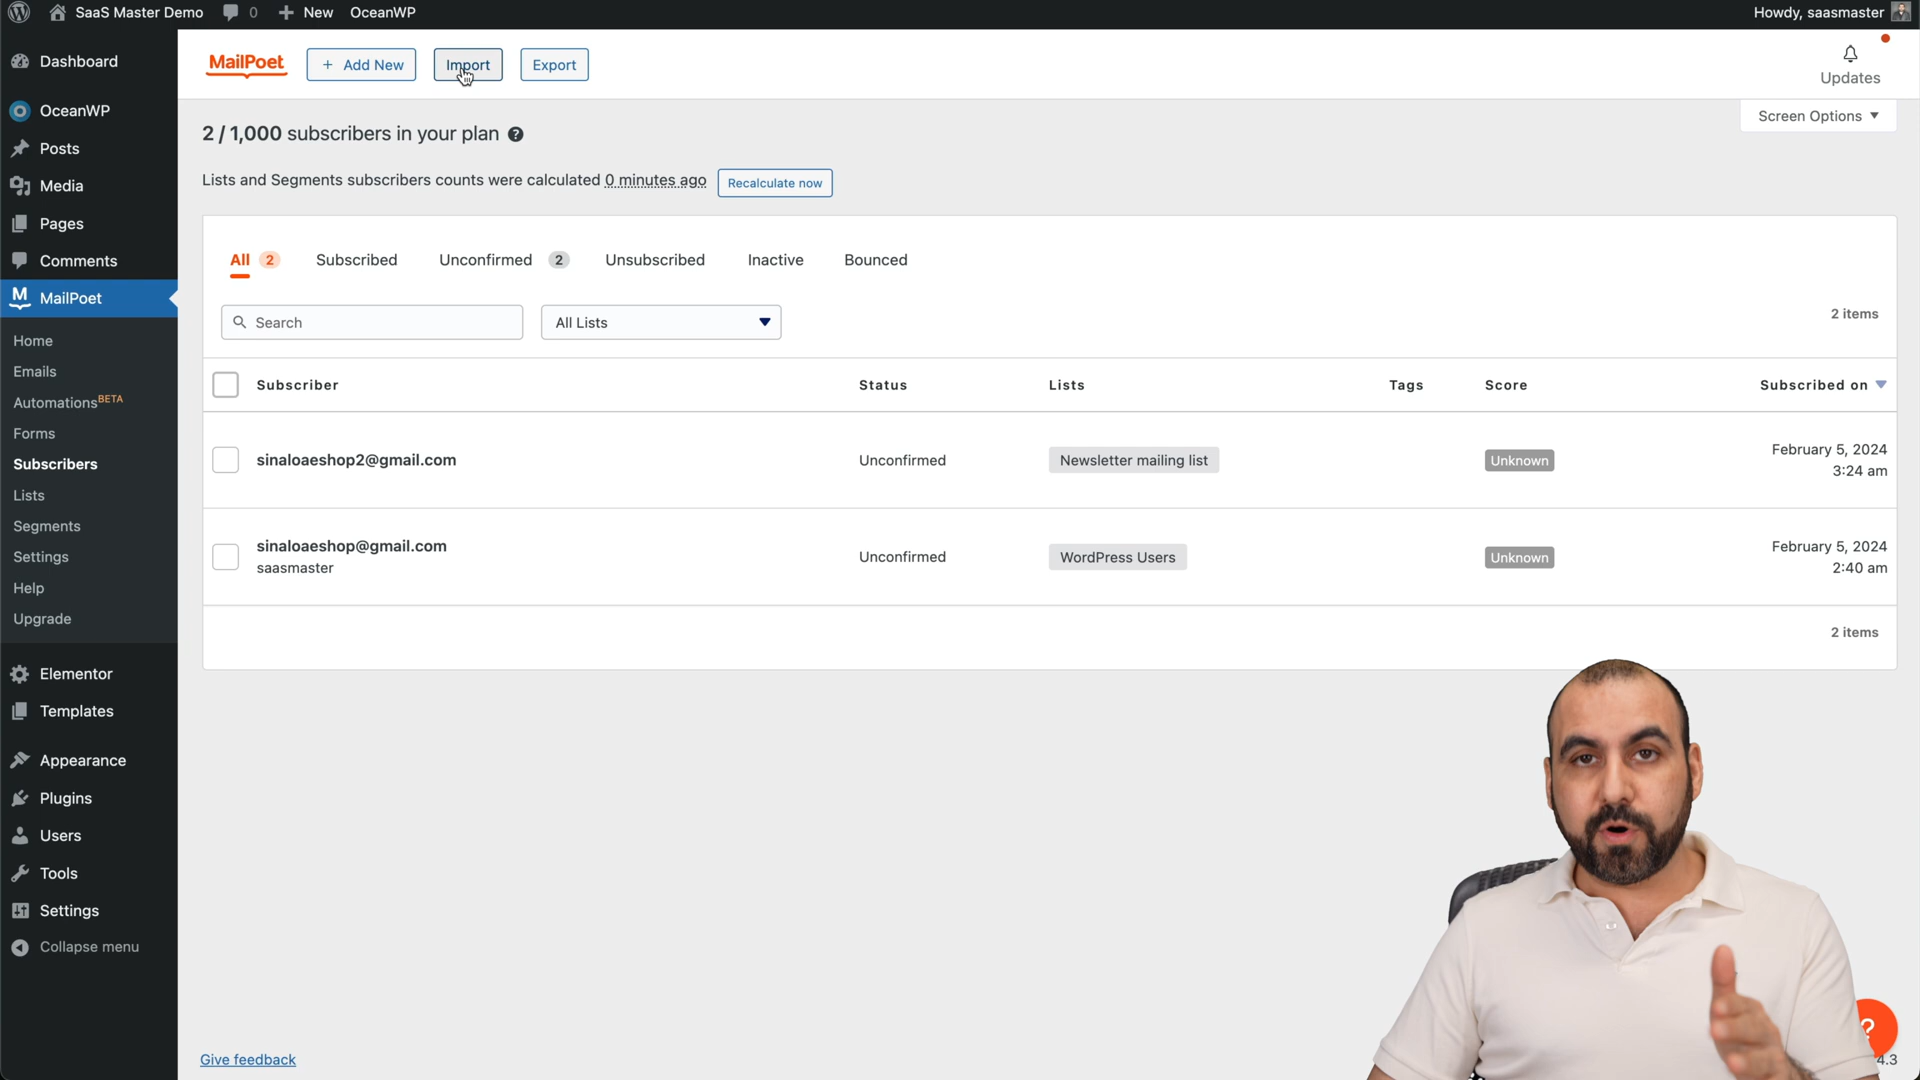 SaaS Master Demo 0 New OceanWP Howdy, saasmaster
Dashboard
OceanWP
Posts
Media
Pages
Comments
MailPoet
Home
Emails
Automations BETA
Forms
Subscribers
Lists
Segments
Settings
Help
Upgrade
Elementor
Templates
Appearance
Plugins
Users
Tools
Settings
Collapse menu
MailPoet + Add New Import Export
Updates
Screen Options
2 / 1,000 subscribers in your plan ?
Lists and Segments subscribers counts were calculated 0 minutes ago Recalculate now
All 2 Subscribed Unconfirmed 2 Unsubscribed Inactive Bounced
Search All Lists 2 items
Subscriber Status Lists Tags Score Subscribed on
sinaloaeshop2@gmail.com Unconfirmed Newsletter mailing list Unknown February 5, 2024
3:24 am
sinaloaeshop@gmail.com Unconfirmed WordPress Users Unknown February 5, 2024
saasmaster 2:40 am
2 items
?
Give feedback 4.3